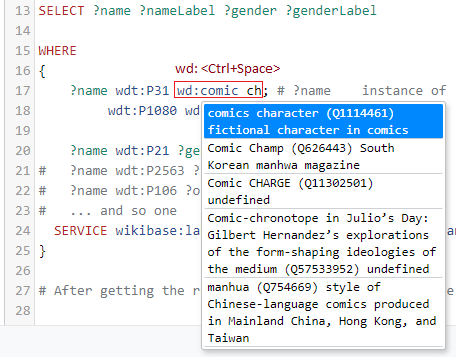 13 SELECT ?name ?nameLabel ?gender ?genderLabel
14
15 WHERE
16 {
wd: <Ctrl+Space>
17 ?name wdt:P31 wd:comic ch; # ?name instance of
18 wdt:P1080 wd
19
20 ?name wdt:P21 ?ge
21 # ?name wdt:P2563 ?
22 # ?name wdt:P106 ?o
23 # ... and so one
24 SERVICE wikibase:la an
25 }
26
27 # After getting the r e
28
comics character (Q1114461)
fictional character in comics
Comic Champ (Q626443) South
Korean manhwa magazine
Comic CHARGE (Q11302501)
undefined
Comic-chronotope in Julio’s Day:
Gilbert Hernandez’s explorations
of the form-shaping ideologies of
the medium (Q57533952) undefined
manhua (Q754669) style of
Chinese-language comics produced
in Mainland China, Hong Kong, and
Taiwan